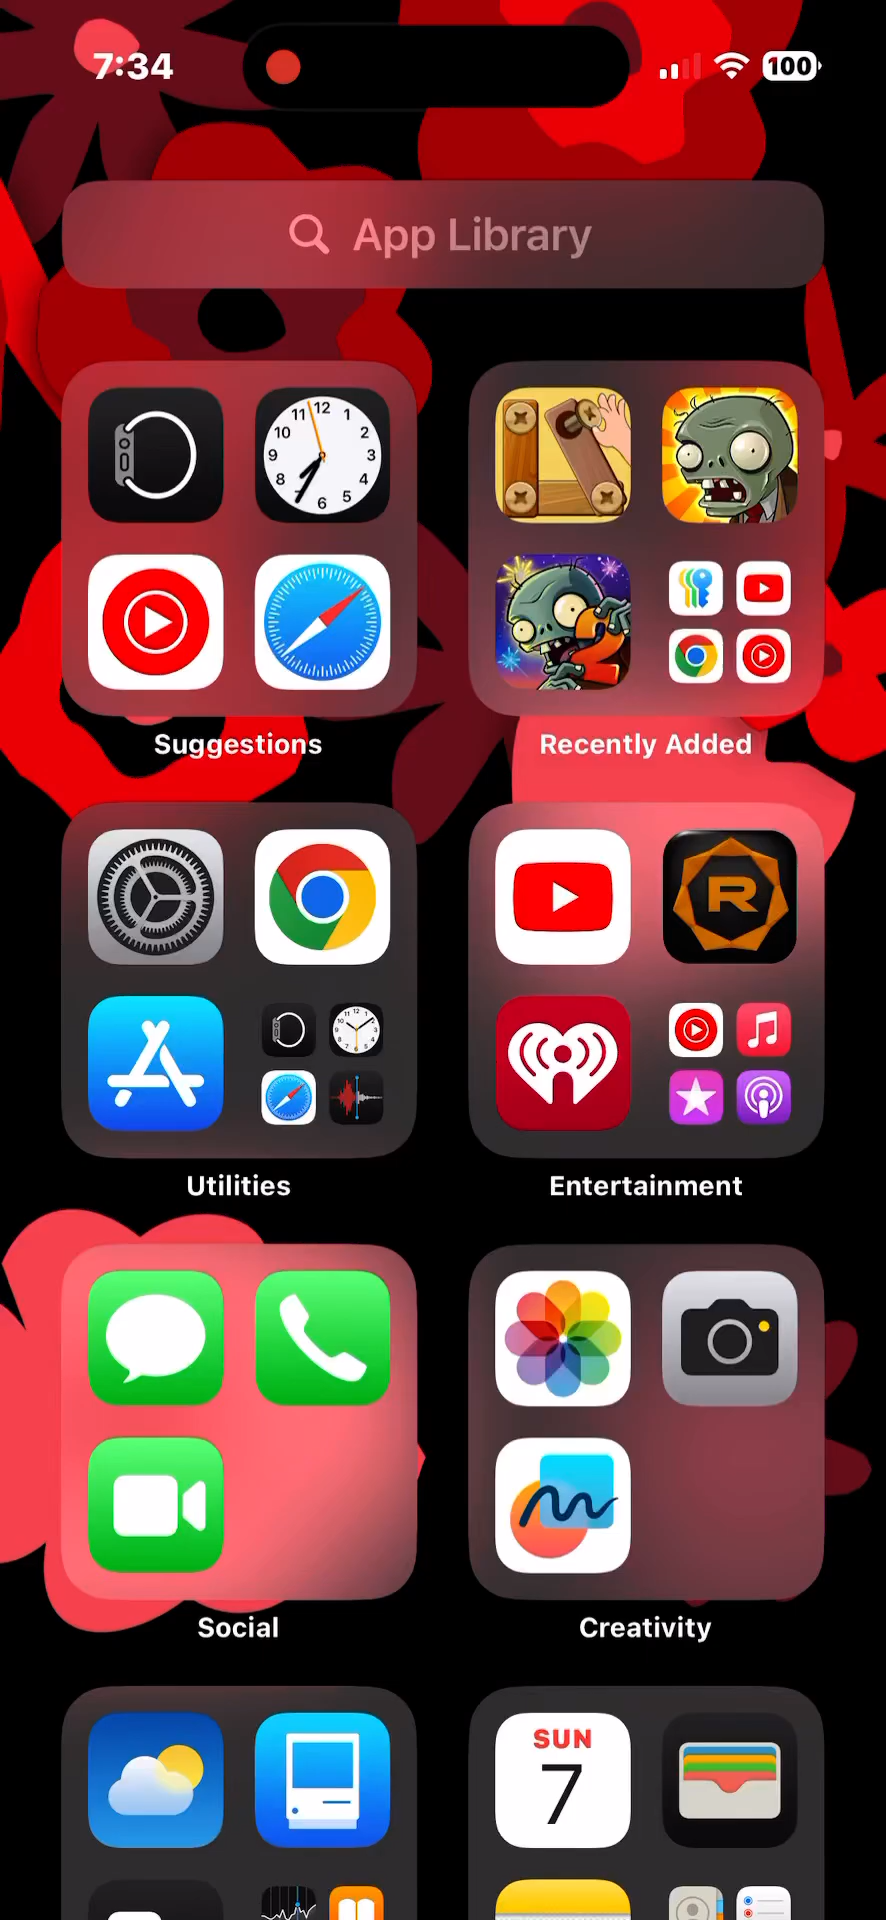 7:34
100
App Library
Suggestions
Recently Added
Utilities
Entertainment
Social
Creativity
SUN
7